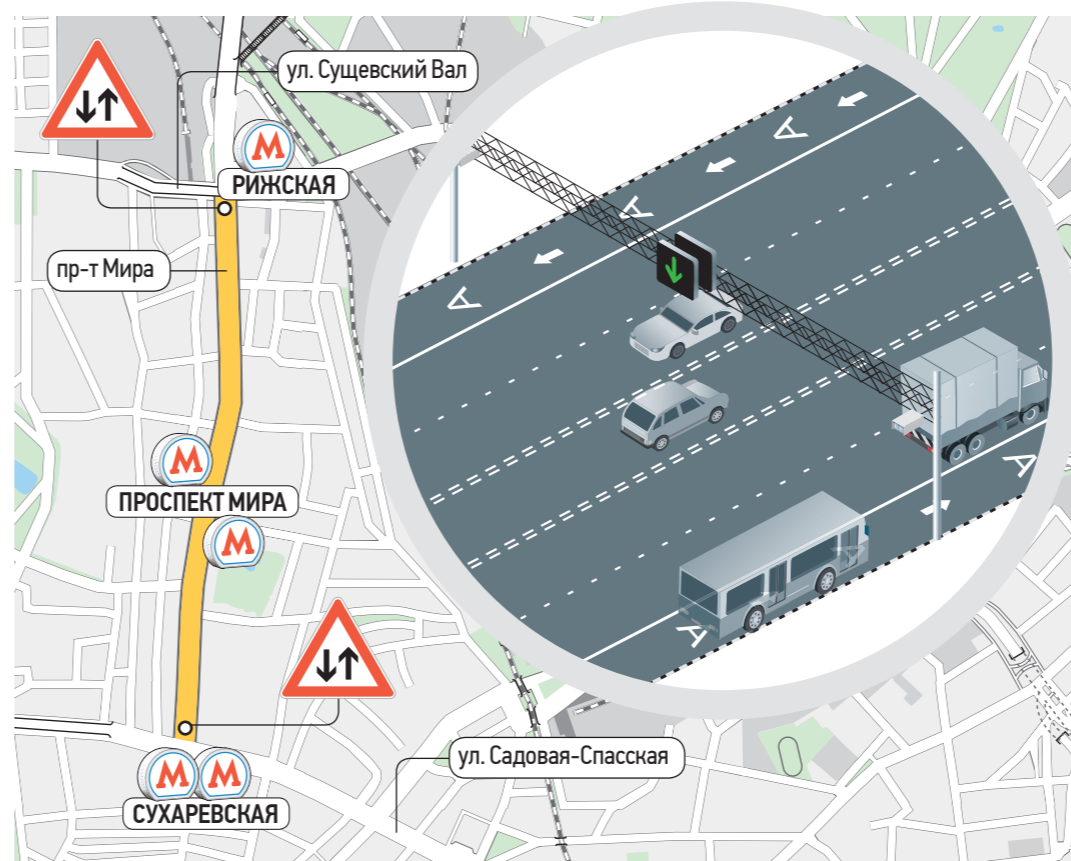 ул. Сущевский Вал
М
РИЖСКАЯ
пр-т Мира
М
ПРОСПЕКТ МИРА
М
ул. Садовая-Спасская
М М
СУХАРЕВСКАЯ
А
А
А
А
А